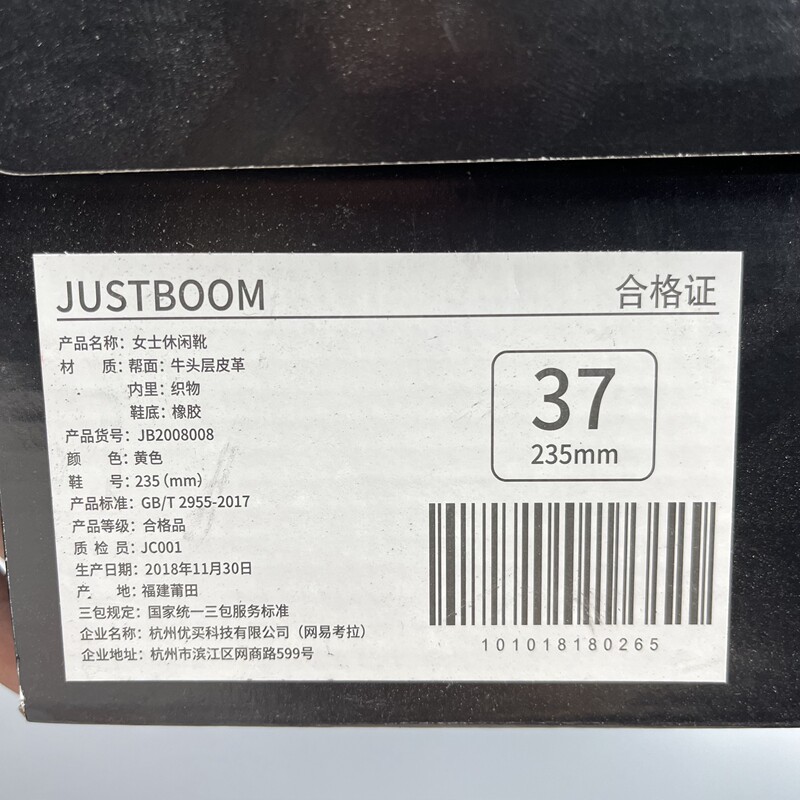 JUSTBOOM
合格证
产品名称：女士休闲靴
材 质：帮面：牛头层皮革
内里：织物
鞋底：橡胶
产品货号：JB2008008
颜 色：黄色
鞋 号：235（mm）
产品标准：GB/T 2955-2017
产品等级：合格品
质 检 员：JC001
生产日期：2018年11月30日
产 地：福建莆田
三包规定：国家统一三包服务标准
企业名称：杭州优买科技有限公司（网易考拉）
企业地址：杭州市滨江区网商路599号
37
235mm
101018180265